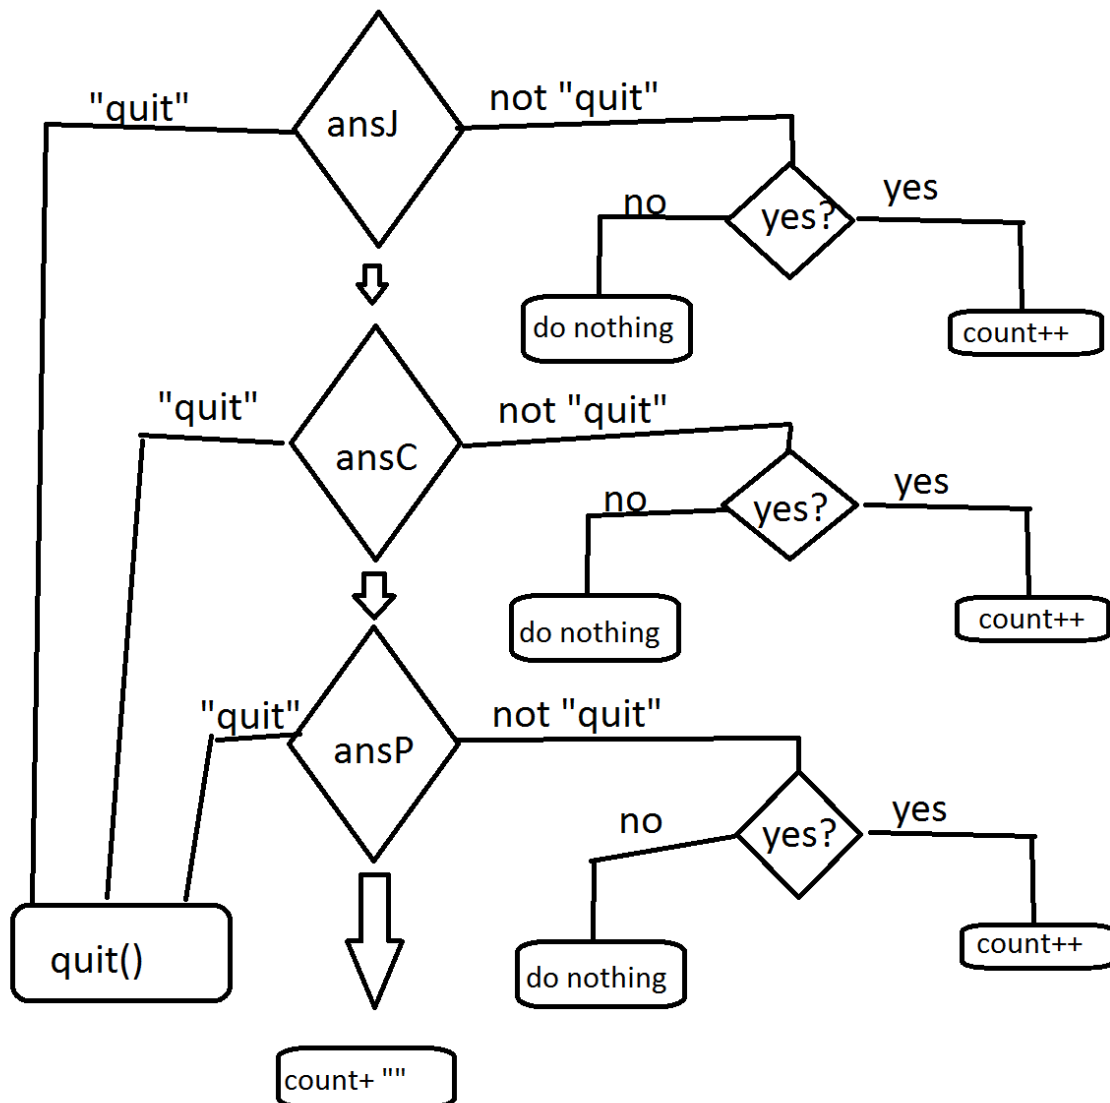 "quit"
ansJ
not "quit"
no
yes?
yes
do nothing
count++
"quit"
ansC
not "quit"
no
yes?
yes
do nothing
count++
"quit"
ansP
not "quit"
no
yes?
yes
do nothing
count++
quit()
count+ ""